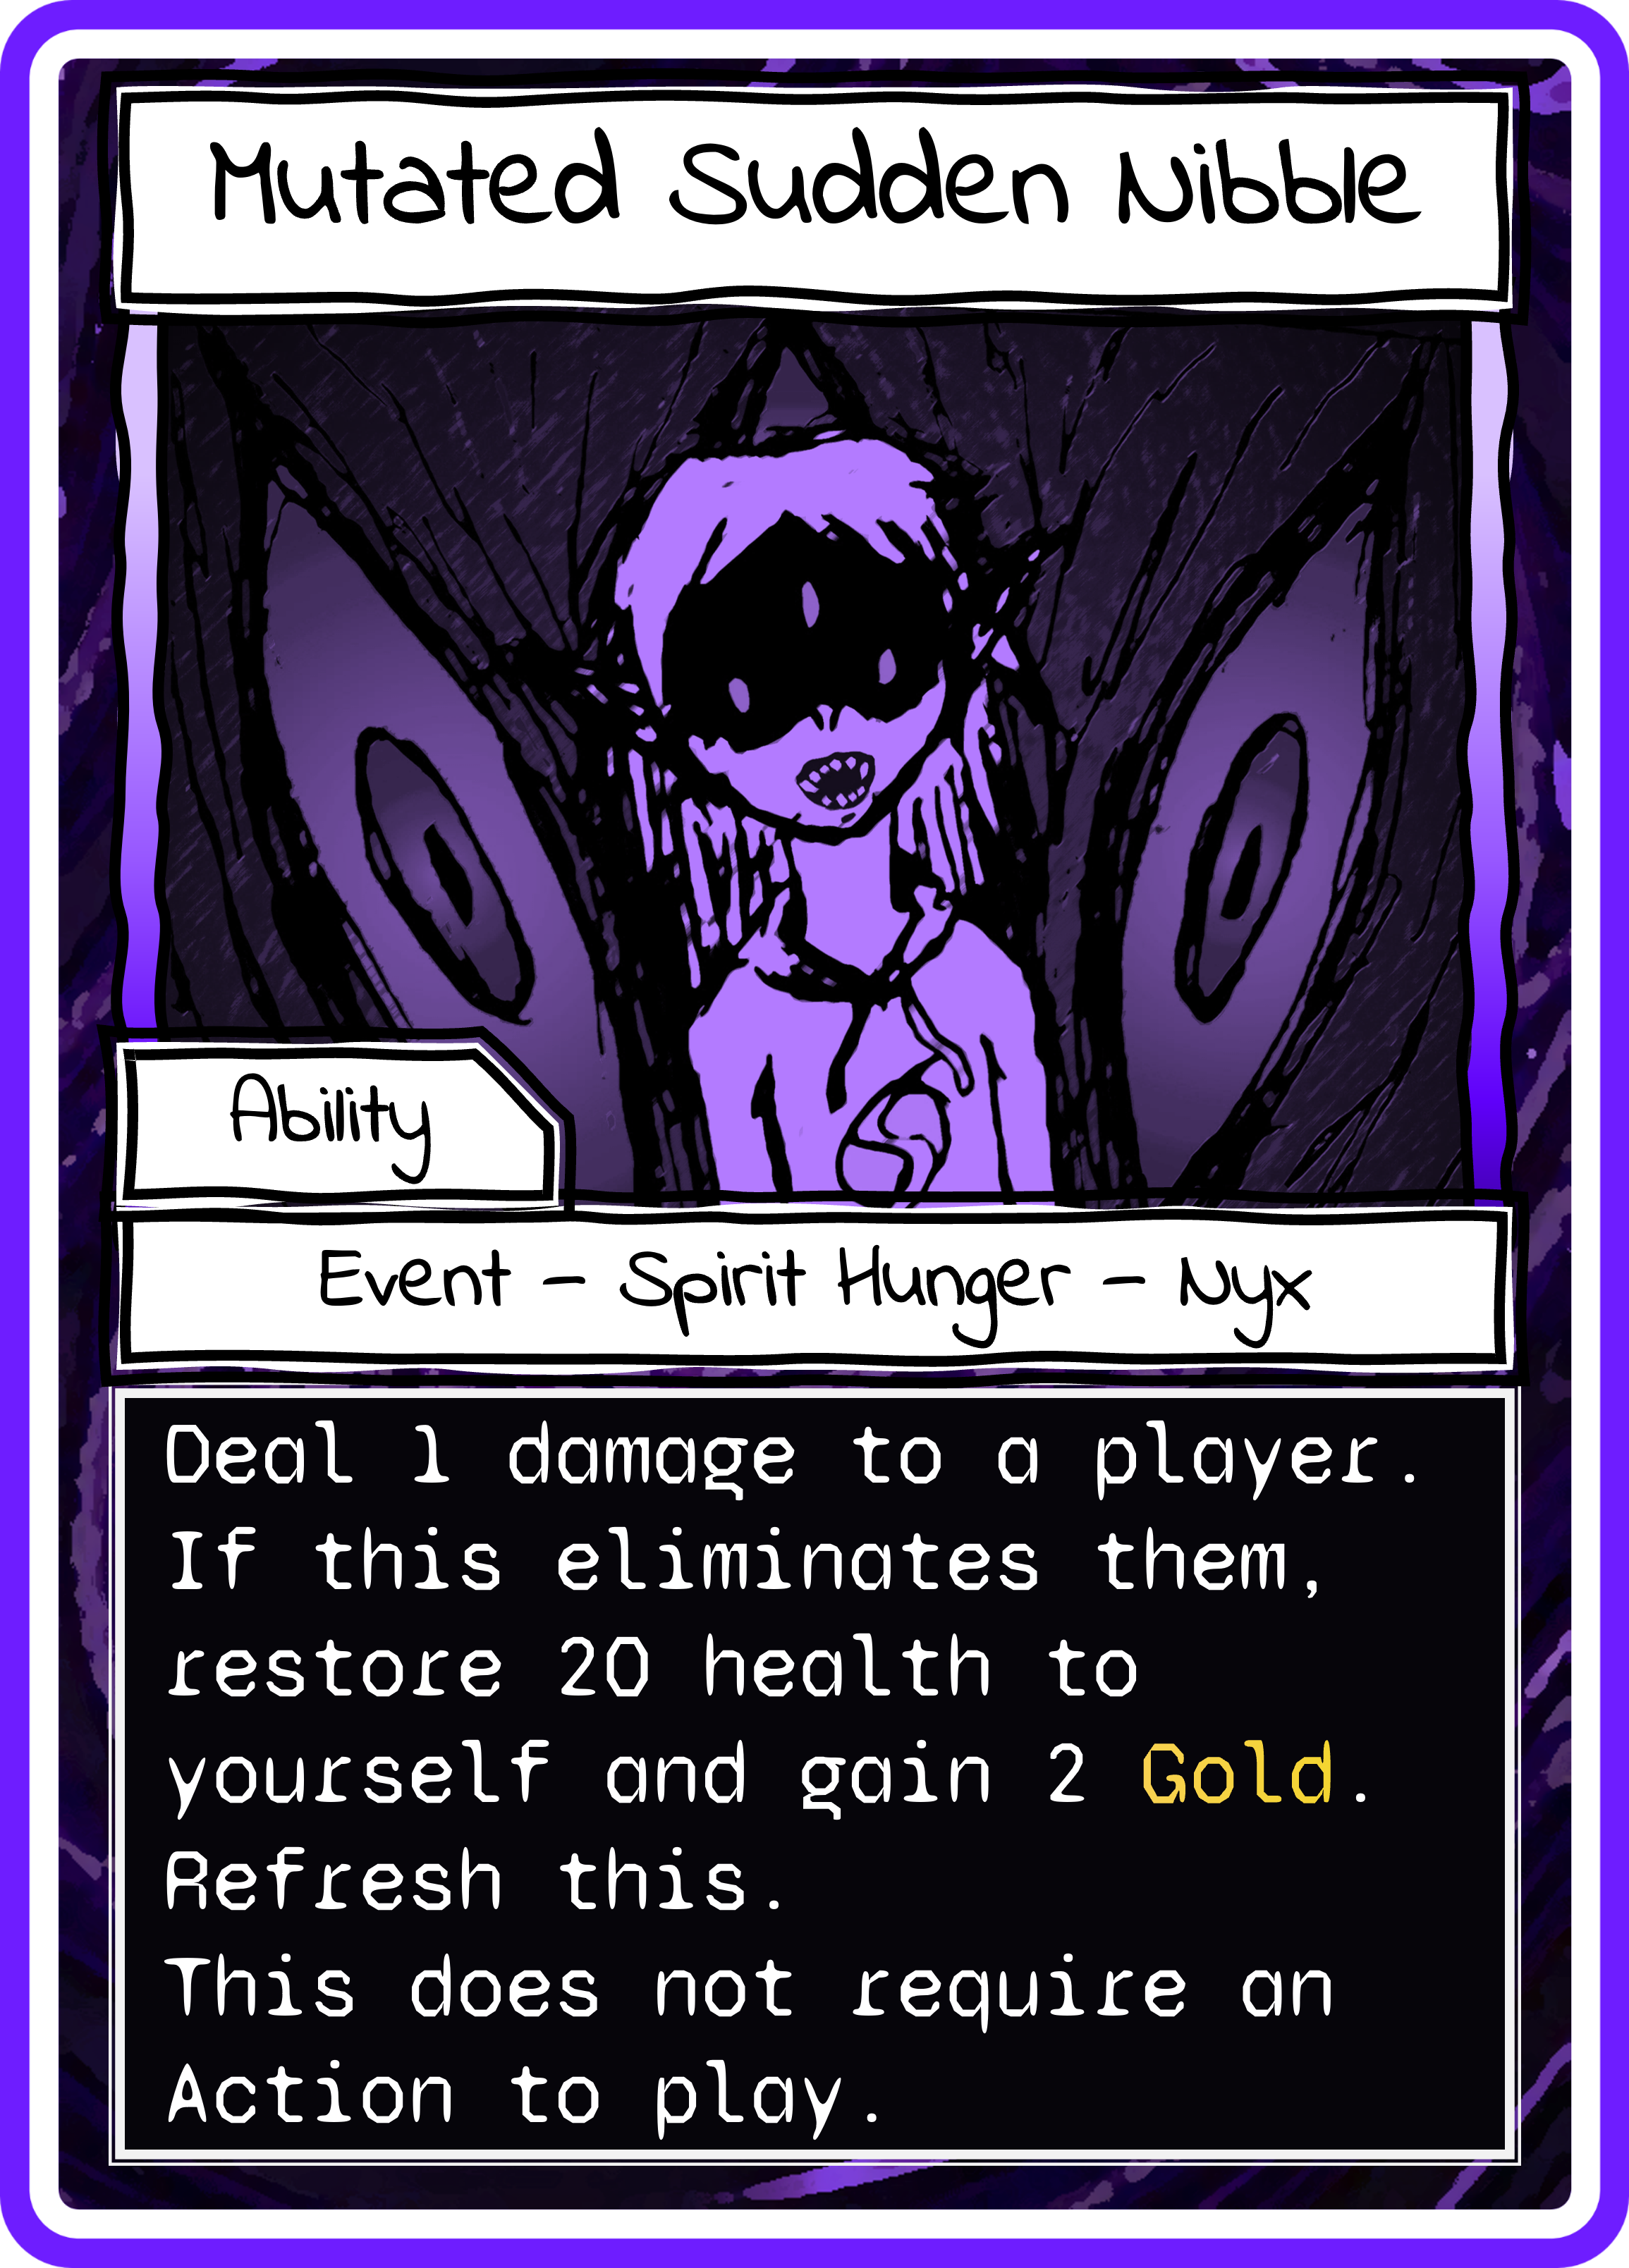 Mutated Sudden Nibble
Ability
Event - Spirit Hunger - Nyx
Deal 1 damage to a player.
If this eliminates them,
restore 20 health to
yourself and gain 2 Gold.
Refresh this.
This does not require an
Action to play.